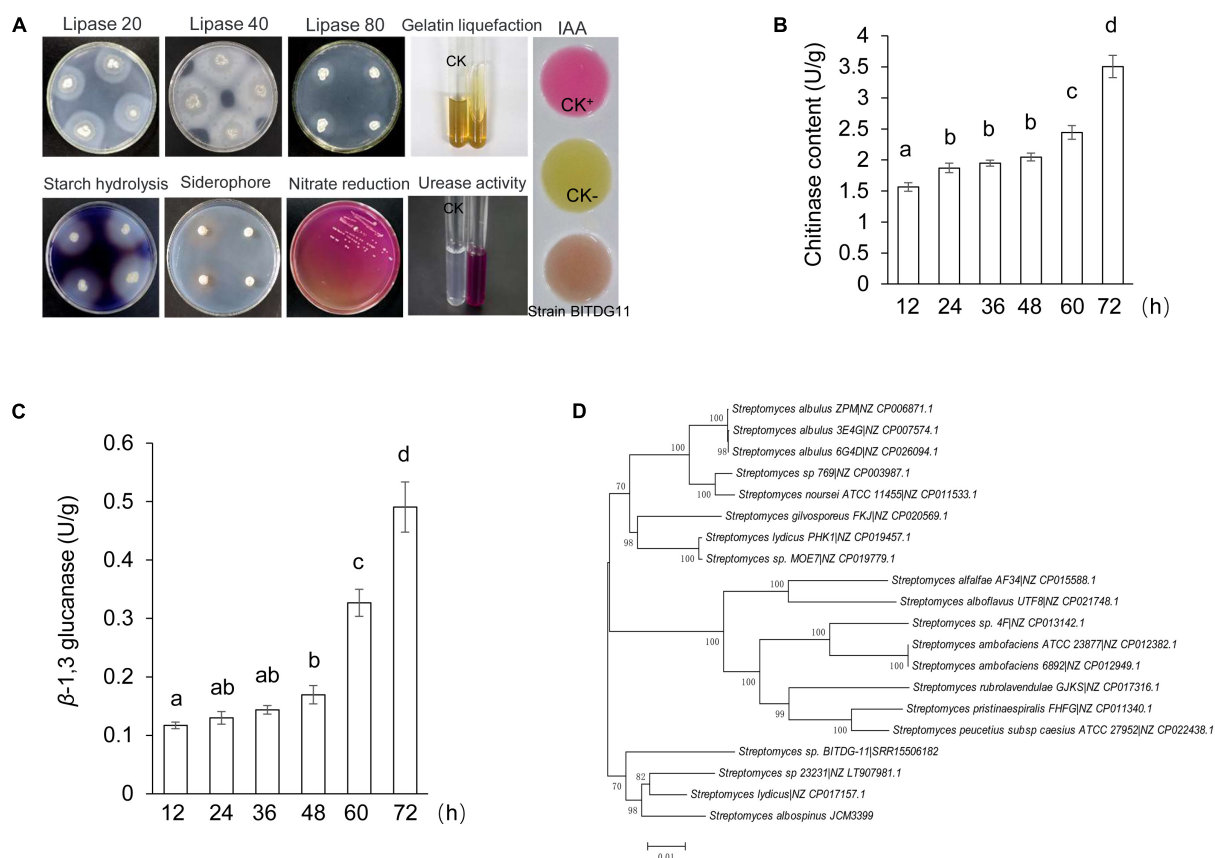 A
Lipase 20
Lipase 40
Lipase 80
Gelatin liquefaction
IAA
CK
CK+
CK-
Starch hydrolysis
Siderophore
Nitrate reduction
Urease activity
CK
Strain BITDG11
B
Chitinase content (U/g)
4
3.5
3
2.5
2
1.5
1
0.5
0
a
b
b
b
c
d
12 24 36 48 60 72 (h)
C
β-1,3 glucanase (U/g)
0.6
0.5
0.4
0.3
0.2
0.1
0
a
ab
ab
b
c
d
12 24 36 48 60 72 (h)
D
Streptomyces albulus ZPM|NZ CP006871.1
Streptomyces albulus 3E4G|NZ CP007574.1
Streptomyces albulus 6G4D|NZ CP026094.1
Streptomyces sp 769|NZ CP003987.1
Streptomyces noursei ATCC 11455|NZ CP011533.1
Streptomyces gilvosporeus FKJ|NZ CP020569.1
Streptomyces lydicus PHK1|NZ CP019457.1
Streptomyces sp. MOE7|NZ CP019779.1
Streptomyces alfalfae AF34|NZ CP015588.1
Streptomyces alboflavus UTF8|NZ CP021748.1
Streptomyces sp. 4F|NZ CP013142.1
Streptomyces ambofaciens ATCC 23877|NZ CP012382.1
Streptomyces ambofaciens 6892|NZ CP012949.1
Streptomyces rubrolavendulae GJKS|NZ CP017316.1
Streptomyces pristinaespiralis FHFG|NZ CP011340.1
Streptomyces peucetius subsp caesius ATCC 27952|NZ CP022438.1
Streptomyces sp. BITDG-11|SRR15506182
Streptomyces sp 23231|NZ LT907981.1
Streptomyces lydicus|NZ CP017157.1
Streptomyces albospinus JCM3399
100
98
100
100
70
98
100
100
100
100
100
100
99
100
70
82
98
0.01